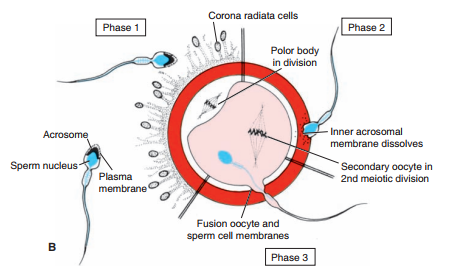 Corona radiata cells
Phase 1
Phase 2
Polor body
in division
Acrosome
Inner acrosomal
membrane dissolves
Sperm nucleus
Plasma
membrane
Secondary oocyte in
2nd meiotic division
Fusion oocyte and
sperm cell membranes
B
Phase 3